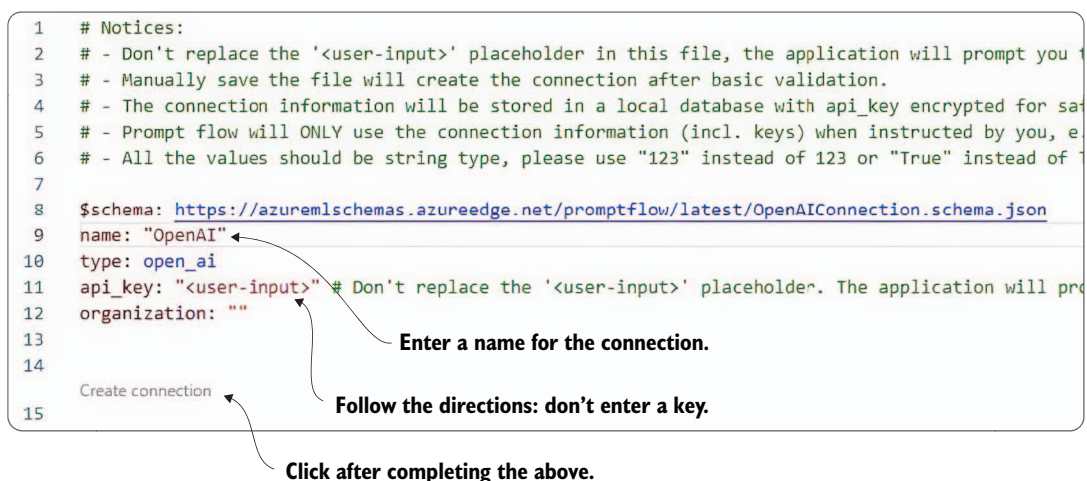 1 # Notices:
2 # - Don't replace the '<user-input>' placeholder in this file, the application will prompt you
3 # - Manually save the file will create the connection after basic validation.
4 # - The connection information will be stored in a local database with api_key encrypted for
5 # - Prompt flow will ONLY use the connection information (incl. keys) when instructed by you, e.
6 # - All the values should be string type, please use "123" instead of 123 or "True" instead of
7
8 $schema: https://azuremlschemas.azureedge.net/promptflow/latest/OpenAIConnection.schema.json
9 name: "OpenAI"
10 type: open_ai
11 api_key: "<user-input>" # Don't replace the '<user-input>' placeholder. The application will
12 organization: ""
13
Enter a name for the connection.
14
Create connection
Follow the directions: don't enter a key.
15
Click after completing the above.